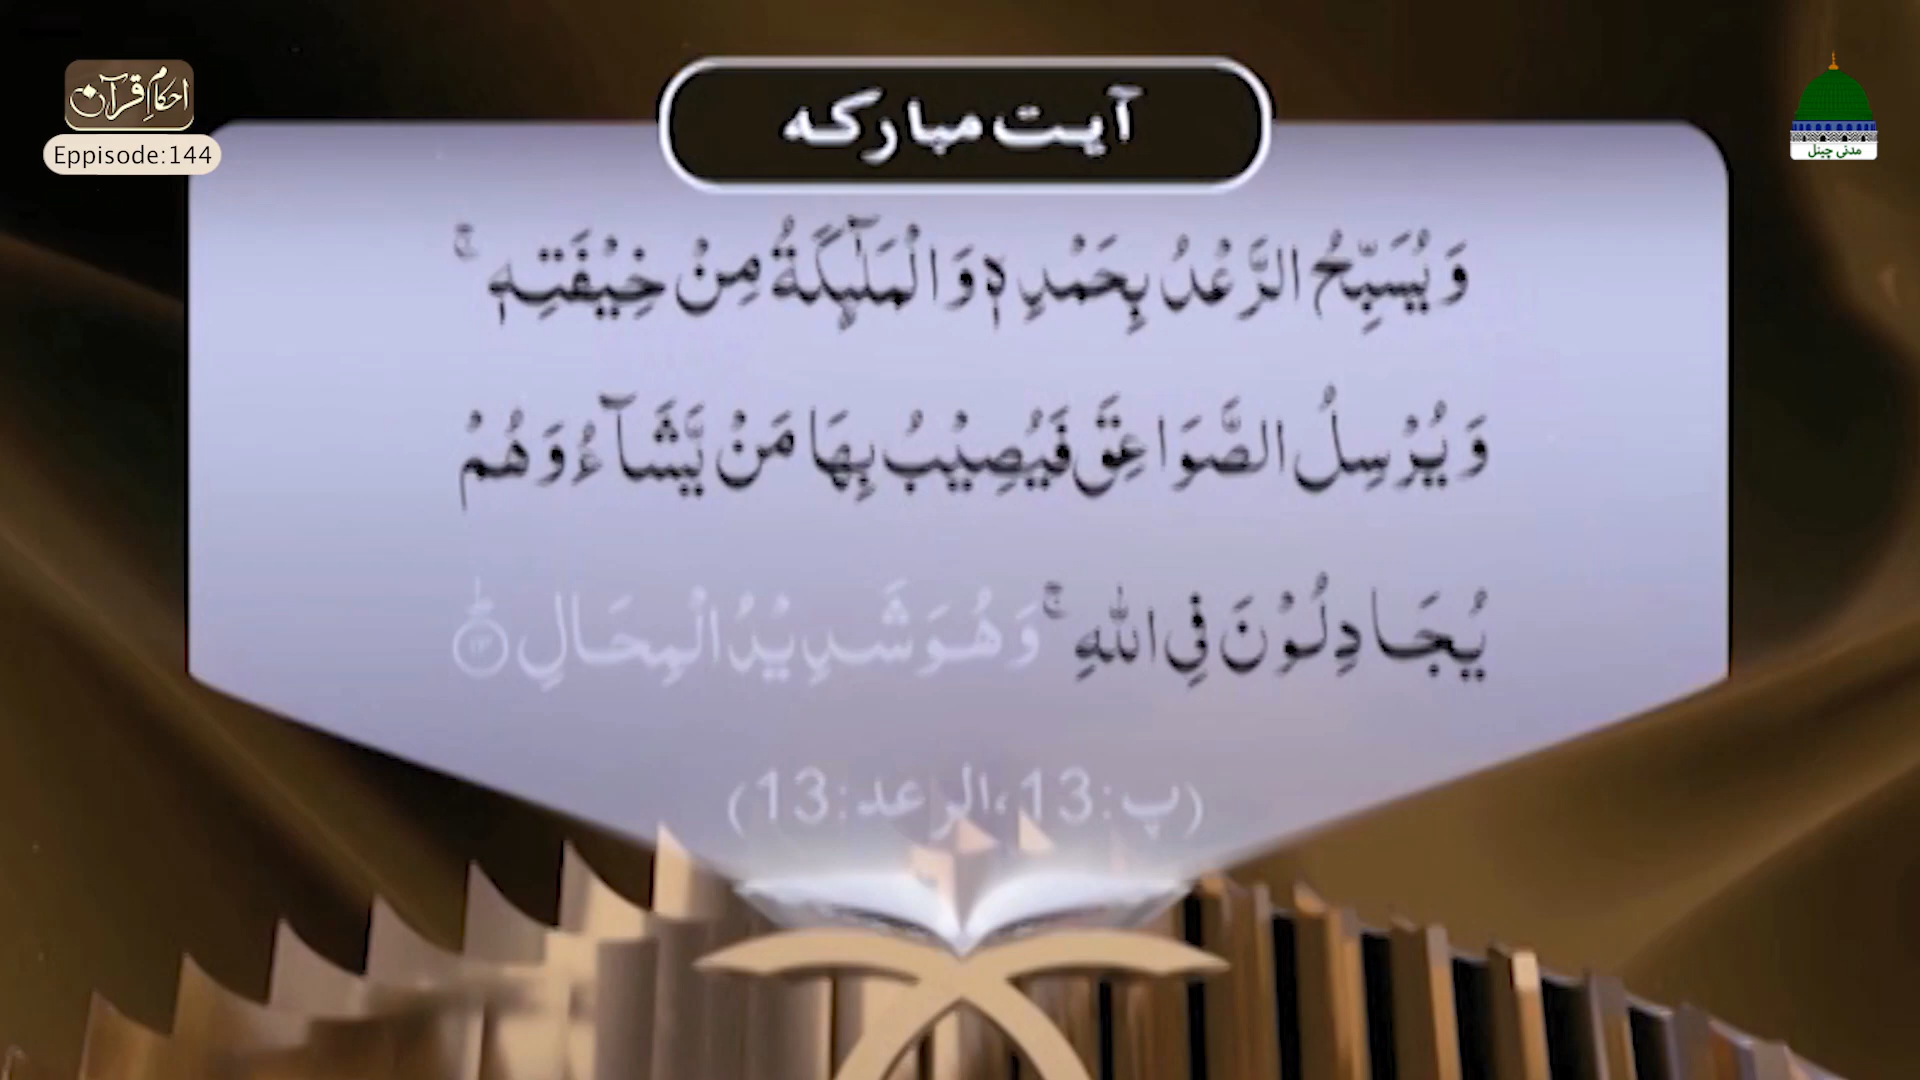 احکامِ قرآن
Eppisode:144
مدنی چینل
آیت مبارکہ
وَ یُسَبِّحُ الرَّعْدُ بِحَمْدِهٖ وَ الْمَلٰٓىٕكَةُ مِنْ خِیْفَتِهٖۚ
وَ یُرْسِلُ الصَّوَاعِقَ فَیُصِیْبُ بِهَا مَنْ یَّشَآءُ وَ هُمْ
یُجَادِلُوْنَ فِی اللّٰهِۚ وَ هُوَ شَدِیْدُ الْمِحَالِؕ۝۱۳
(پ:13،الرعد:13)